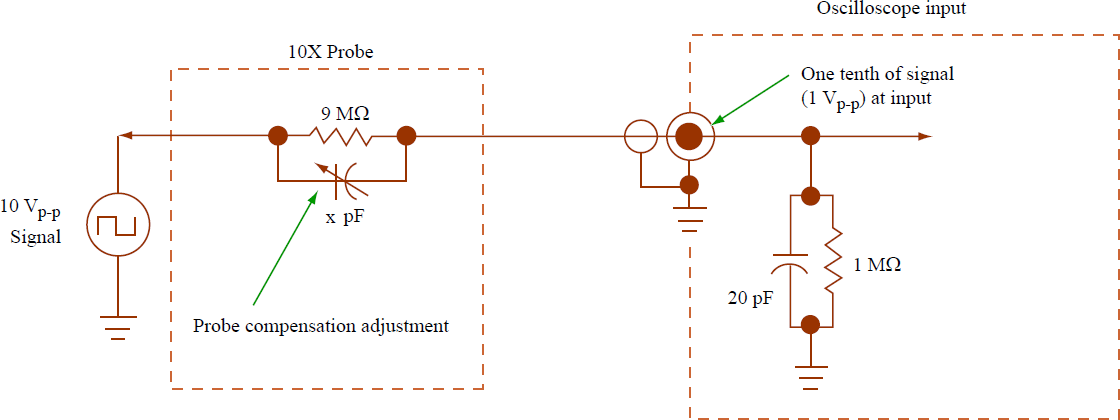 Oscilloscope input
10X Probe
One tenth of signal
(1 Vp-p) at input
9 MΩ
10 Vp-p
Signal
x pF
1 MΩ
20 pF
Probe compensation adjustment